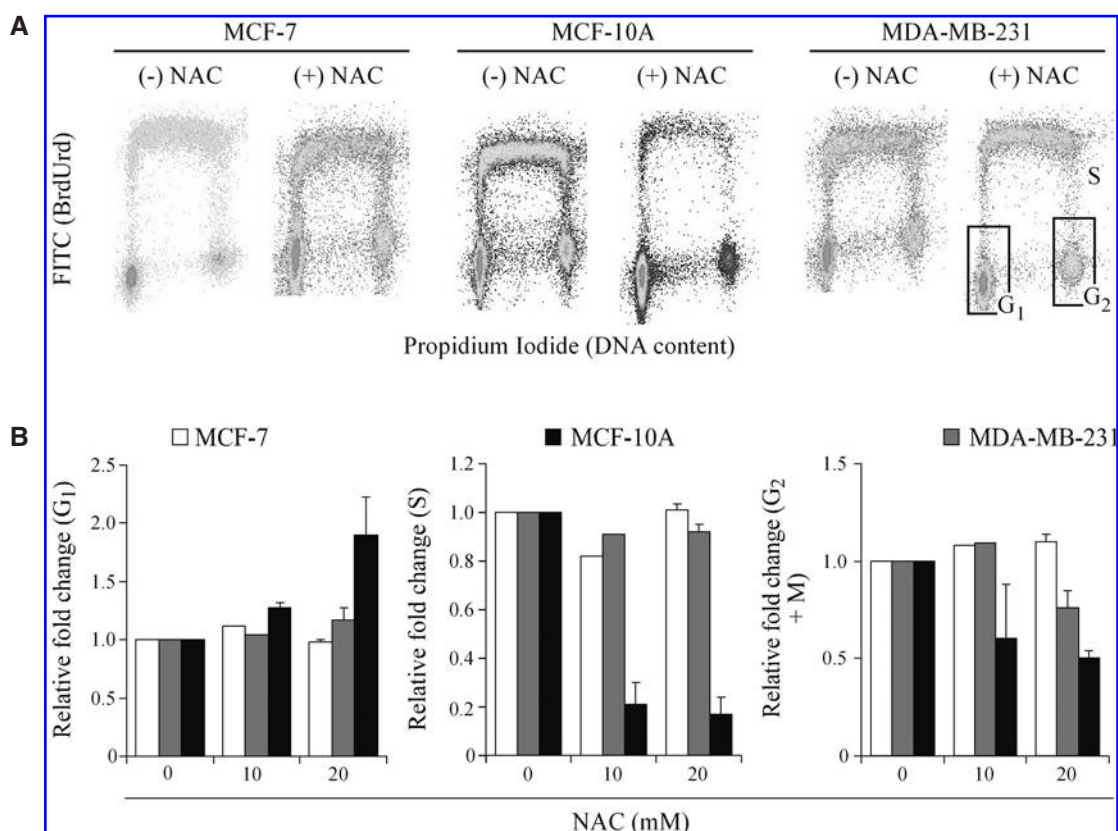 A
MCF-7 MCF-10A MDA-MB-231
(-) NAC (+) NAC (-) NAC (+) NAC (-) NAC (+) NAC
FITC (BrdUrd)
S
G1 G2
Propidium Iodide (DNA content)
B
MCF-7 MCF-10A MDA-MB-231
Relative fold change (G1)
2.5
2.0
1.5
1.0
0.5
0
0 10 20
Relative fold change (S)
1.2
1.0
0.8
0.6
0.4
0.2
0
0 10 20
Relative fold change (G2
+ M)
1.5
1.0
0.5
0
0 10 20
NAC (mM)